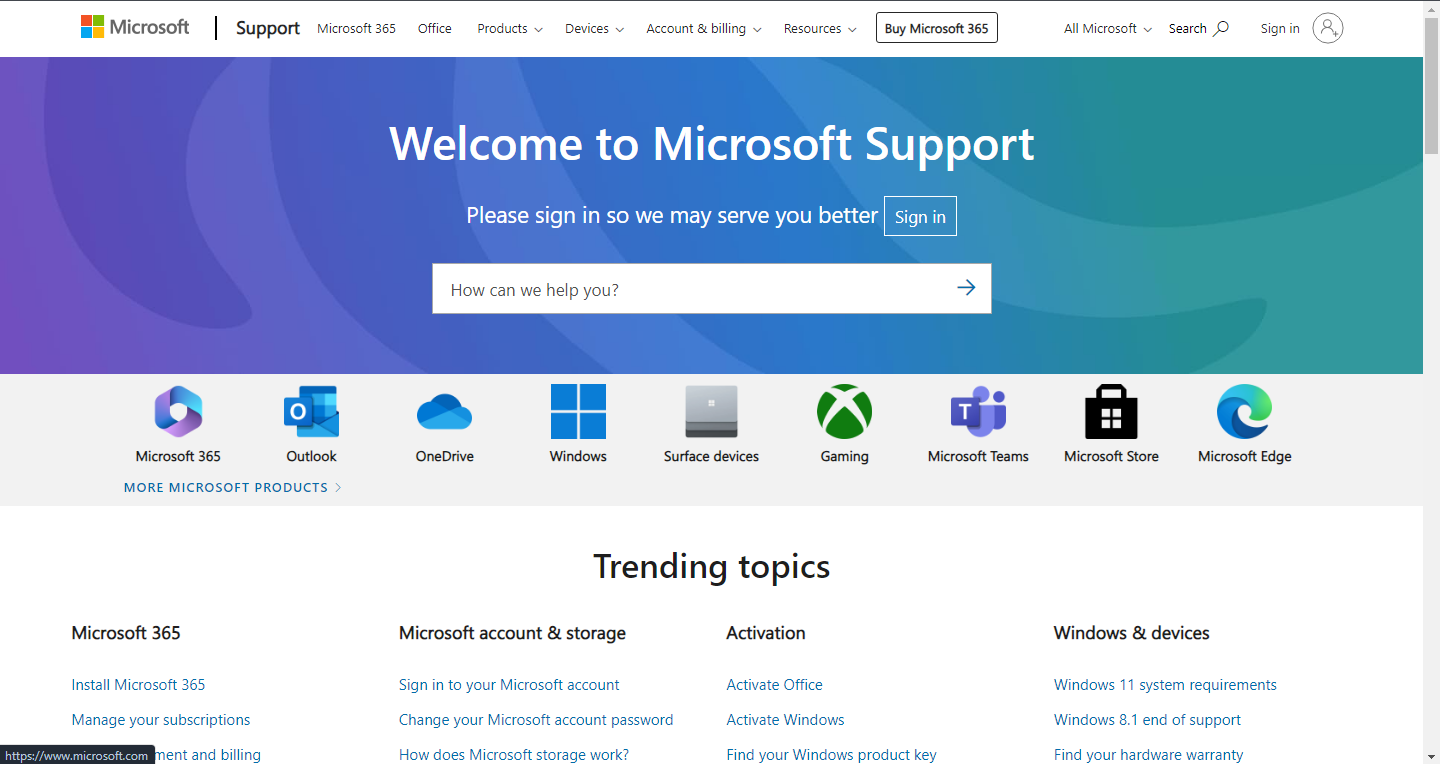 Microsoft Support Microsoft 365 Office Products Devices Account & billing Resources Buy Microsoft 365 All Microsoft Search Sign in
Welcome to Microsoft Support
Please sign in so we may serve you better Sign in
How can we help you?
Microsoft 365 Outlook OneDrive Windows Surface devices Gaming Microsoft Teams Microsoft Store Microsoft Edge
MORE MICROSOFT PRODUCTS
Trending topics
Microsoft 365 Microsoft account & storage Activation Windows & devices
Install Microsoft 365 Sign in to your Microsoft account Activate Office Windows 11 system requirements
Manage your subscriptions Change your Microsoft account password Activate Windows Windows 8.1 end of support
https://www.microsoft.com and billing How does Microsoft storage work? Find your Windows product key Find your hardware warranty